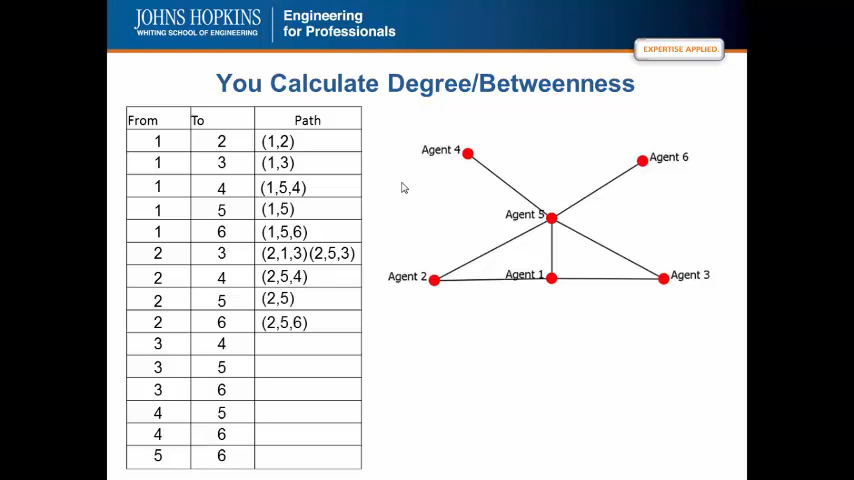 JOHNS HOPKINS
WHITING SCHOOL OF ENGINEERING
Engineering
for Professionals
EXPERTISE APPLIED.
You Calculate Degree/Betweenness
From To Path
1 2 (1,2)
1 3 (1,3)
1 4 (1,5,4)
1 5 (1,5)
1 6 (1,5,6)
2 3 (2,1,3)(2,5,3)
2 4 (2,5,4)
2 5 (2,5)
2 6 (2,5,6)
3 4
3 5
3 6
4 5
4 6
5 6
Agent 4
Agent 6
Agent 5
Agent 2
Agent 1
Agent 3